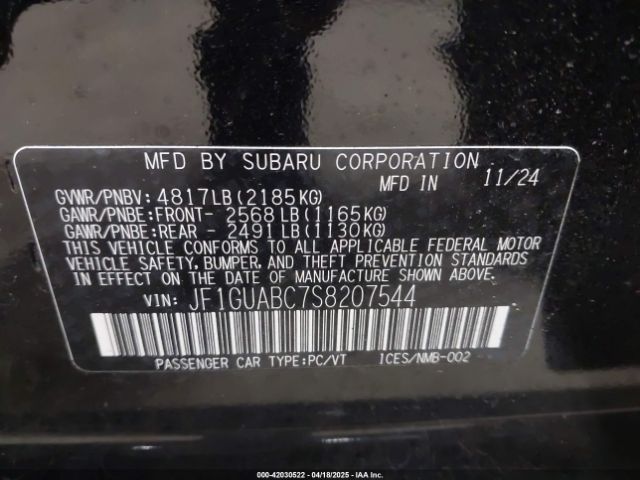 MFD BY SUBARU CORPORATION
MFD IN 11/24
GVWR/PNBV: 4817LB(2185KG)
GAWR/PNBE:FRONT- 2568LB(1165KG)
GAWR/PNBE:REAR - 2491LB(1130KG)
THIS VEHICLE CONFORMS TO ALL APPLICABLE FEDERAL MOTOR
VEHICLE SAFETY, BUMPER, AND THEFT PREVENTION STANDARDS
IN EFFECT ON THE DATE OF MANUFACTURE SHOWN ABOVE.
VIN: JF1GUABC7S8207544
PASSENGER CAR TYPE:PC/VT ICES/NMB-002
000-42030522 - 04/18/2025 - IAA Inc.